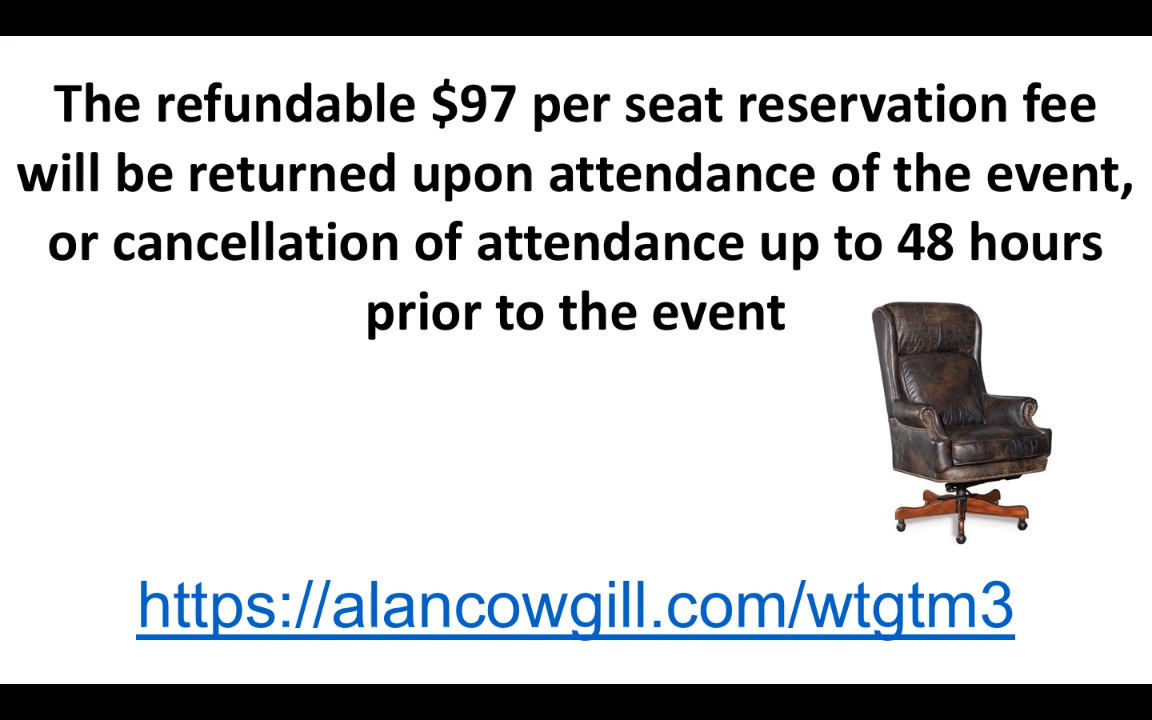 The refundable $97 per seat reservation fee
will be returned upon attendance of the event,
or cancellation of attendance up to 48 hours
prior to the event
https://alancowgill.com/wtgtm3